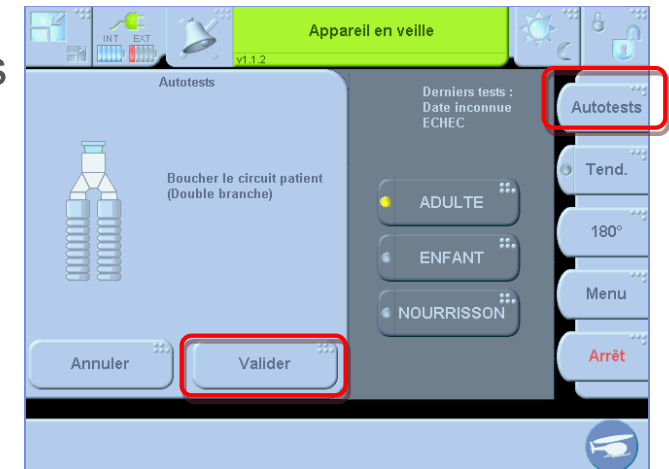 INT EXT
Appareil en veille
v1.1.2
s
Autotests
Derniers tests :
Date inconnue
ECHEC
Autotests
Boucher le circuit patient
(Double branche)
Tend.
ADULTE
180°
ENFANT
Menu
NOURRISSON
Annuler
Valider
Arrêt